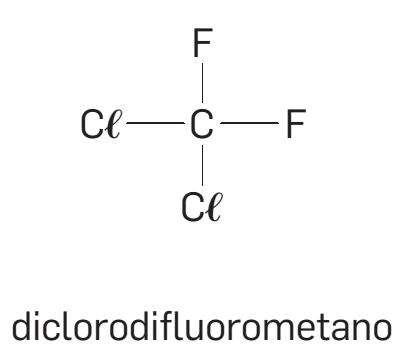 F
Cℓ C F
Cℓ
diclorodifluorometano